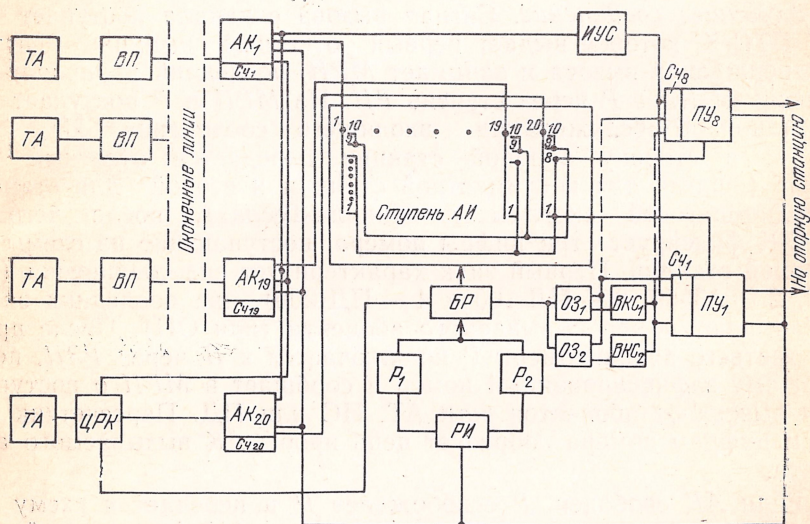 ТА
ВП
АК₁
Сч₁
ИУС
ТА
ВП
Оконечные линии
1
10
9
1
19
10
9
1
20
10
9
8
1
Ступень АИ
Сч₈
ПУ₈
На опорную станцию
ТА
ВП
АК₁₉
Сч₁₉
БР
ОЗ₁
ВКС₁
ОЗ₂
ВКС₂
Сч₁
ПУ₁
Р₁
Р₂
РИ
ТА
ЦРК
АК₂₀
Сч₂₀